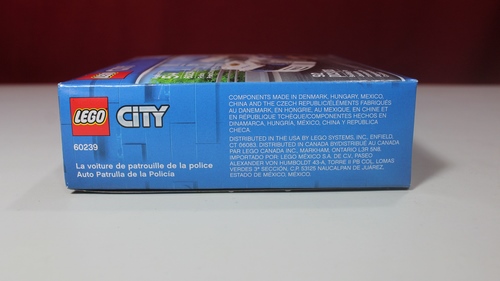 LEGO
CITY
60239
La voiture de patrouille de la police
Auto Patrulla de la Policía
COMPONENTS MADE IN DENMARK, HUNGARY, MEXICO,
CHINA AND THE CZECH REPUBLIC/ÉLÉMENTS FABRIQUÉS
AU DANEMARK, EN HONGRIE, AU MEXIQUE, EN CHINE ET
EN RÉPUBLIQUE TCHÈQUE/COMPONENTES HECHOS EN
DINAMARCA, HUNGRÍA, MÉXICO, CHINA Y REPÚBLICA
CHECA.
DISTRIBUTED IN THE USA BY LEGO SYSTEMS, INC., ENFIELD,
CT 06083. DISTRIBUTED IN CANADA BY/DISTRIBUÉ AU CANADA
PAR LEGO CANADA INC., MARKHAM, ONTARIO L3R 5N6.
IMPORTADO POR: LEGO MÉXICO S.A. DE C.V. PASEO
ALEXANDER VON HUMBOLDT 43-A, TORRE II PB COL. LOMAS
VERDES 3ª SECCIÓN, C.P. 53125 NAUCALPAN DE JUÁREZ,
ESTADO DE MÉXICO, MÉXICO.